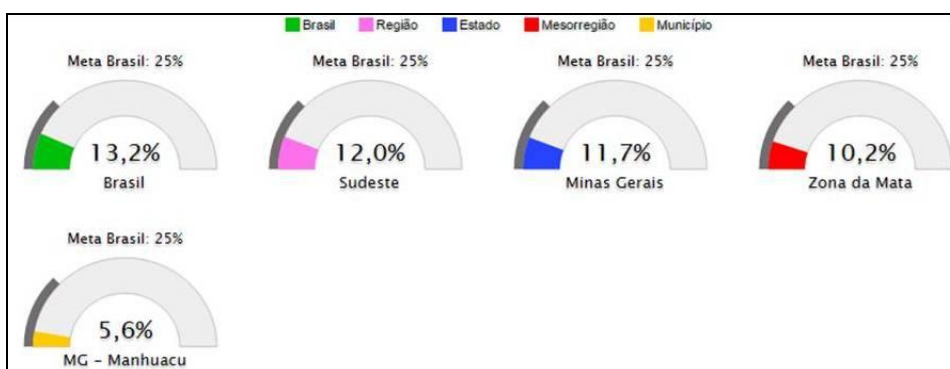 Brasil Região Estado Mesorregião Município
Meta Brasil: 25% Meta Brasil: 25% Meta Brasil: 25% Meta Brasil: 25%
13,2% 12,0% 11,7% 10,2%
Brasil Sudeste Minas Gerais Zona da Mata
Meta Brasil: 25%
5,6%
MG - Manhuacu